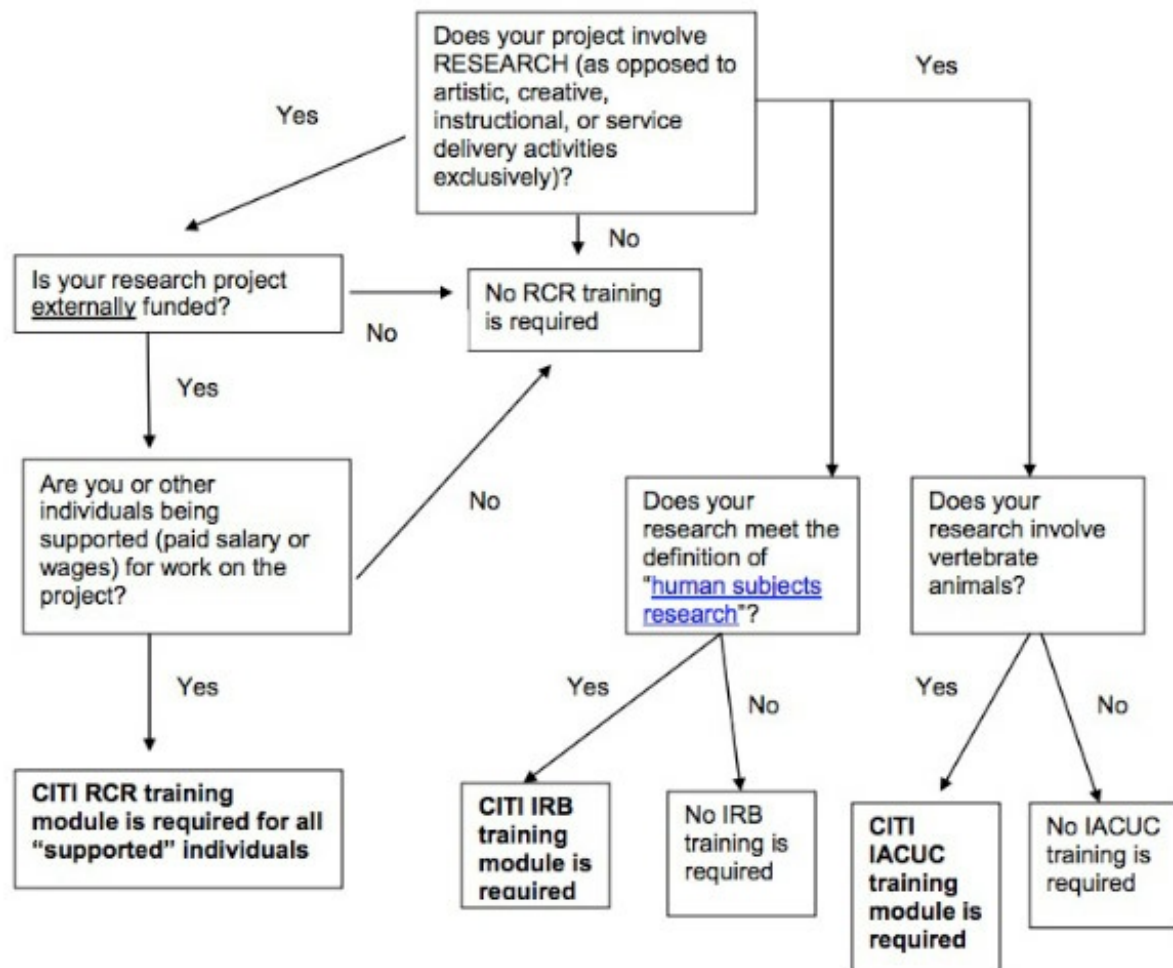 Does your project involve
RESEARCH (as opposed to
artistic, creative,
instructional, or service
delivery activities
exclusively)?
Yes
Yes
No
Is your research project
externally funded?
No
No RCR training
is required
Yes
Are you or other
individuals being
supported (paid salary or
wages) for work on the
project?
No
Does your
research meet the
definition of
"human subjects
research"?
Does your
research involve
vertebrate
animals?
Yes
Yes
No
Yes
No
CITI RCR training
module is required for all
"supported" individuals
CITI IRB
training
module is
required
No IRB
training is
required
CITI
IACUC
training
module is
required
No IACUC
training is
required